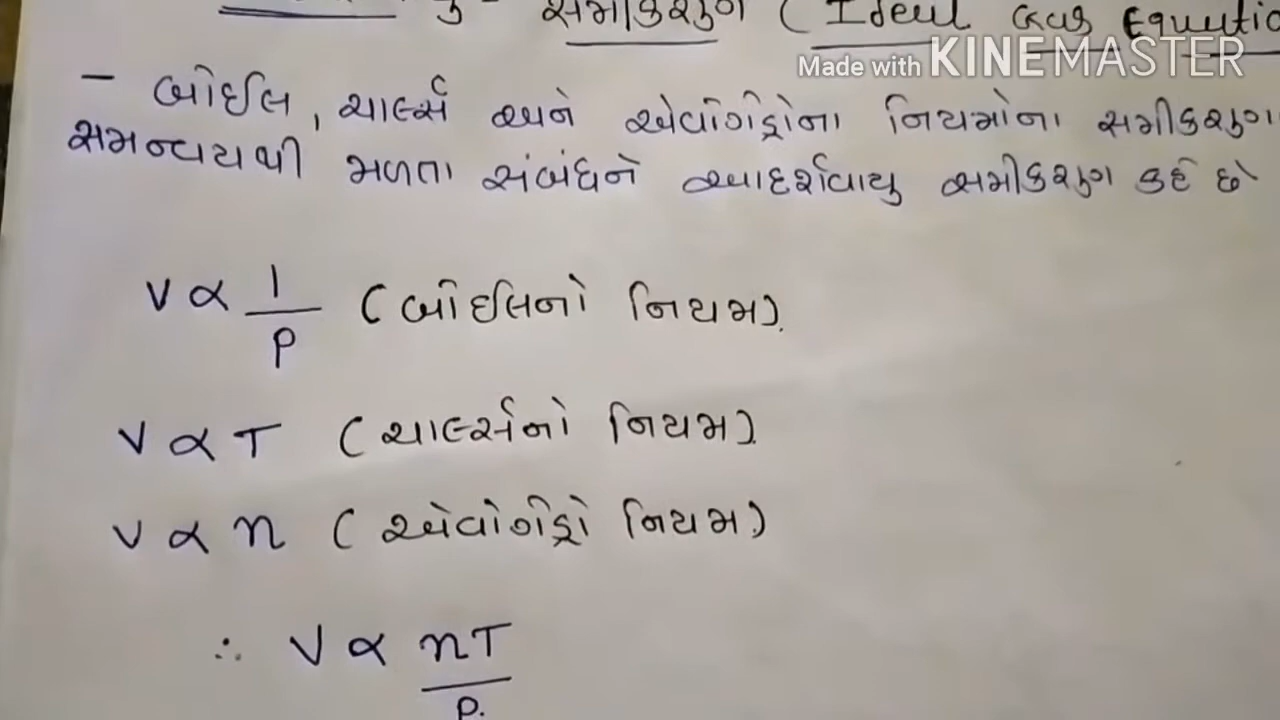 સમીકરણ ( Ideal Gas Equatio
Made with KINEMASTER
- બોઈલ, ચાર્લ્સ અને એવોગેડ્રોના નિયમોના સમીકરણ
સમન્વયથી મળતા સંબંધને આદર્શવાયુ સમીકરણ કહે છે
V ∝ 1/P (બોઈલનો નિયમ).
V ∝ T (ચાર્લ્સનો નિયમ)
V ∝ n (એવોગેડ્રો નિયમ)
∴ V ∝ nT/P.